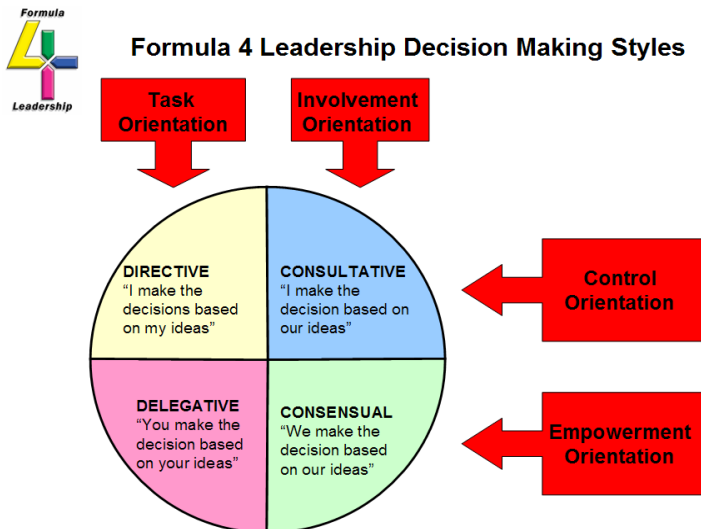 Formula
Leadership
Formula 4 Leadership Decision Making Styles
Task
Orientation
Involvement
Orientation
DIRECTIVE
“I make the
decisions based
on my ideas”
CONSULTATIVE
“I make the
decision based on
our ideas”
Control
Orientation
DELEGATIVE
“You make the
decision based
on your ideas”
CONSENSUAL
“We make the
decision based
on our ideas”
Empowerment
Orientation